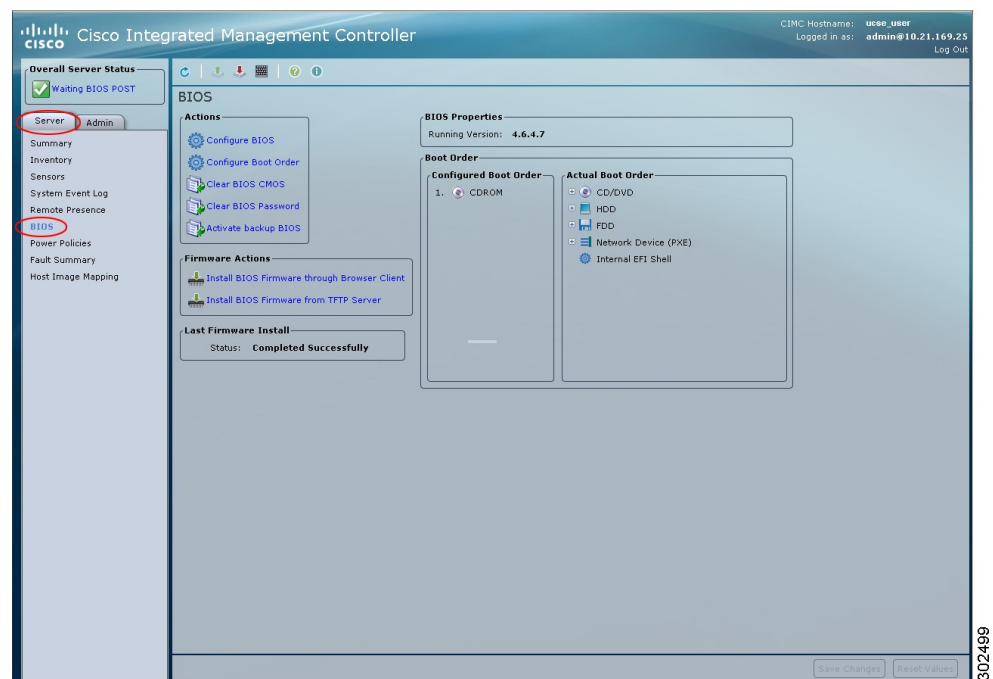 CIMC Hostname: ucse_user
cisco Cisco Integrated Management Controller
Logged in as: admin@10.21.169.25
Log Out
Overall Server Status
Waiting BIOS POST
Server Admin
Summary
Inventory
Sensors
System Event Log
Remote Presence
BIOS
Power Policies
Fault Summary
Host Image Mapping
BIOS
Actions
Configure BIOS
Configure Boot Order
Clear BIOS CMOS
Clear BIOS Password
Activate backup BIOS
Firmware Actions
Install BIOS Firmware through Browser Client
Install BIOS Firmware from TFTP Server
Last Firmware Install
Status: Completed Successfully
BIOS Properties
Running Version: 4.6.4.7
Boot Order
Configured Boot Order
1. CDROM
Actual Boot Order
CD/DVD
HDD
FDD
Network Device (PXE)
Internal EFI Shell
Save Changes Reset Values
302499